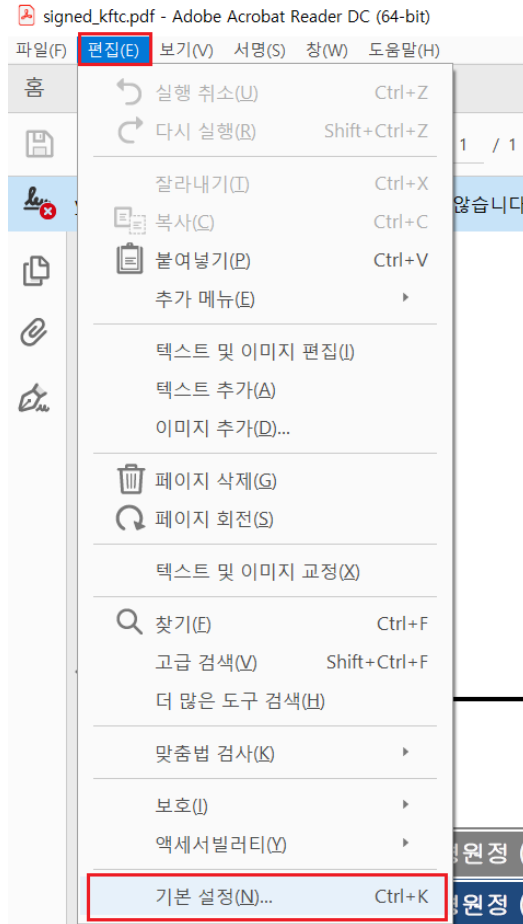 signed_kftc.pdf - Adobe Acrobat Reader DC (64-bit)
파일(F) 편집(E) 보기(V) 서명(S) 창(W) 도움말(H)
홈
실행 취소(U) Ctrl+Z
다시 실행(R) Shift+Ctrl+Z
1 / 1
잘라내기(T) Ctrl+X
않습니다
복사(C) Ctrl+C
붙여넣기(P) Ctrl+V
추가 메뉴(E)
텍스트 및 이미지 편집(I)
텍스트 추가(A)
이미지 추가(D)...
페이지 삭제(G)
페이지 회전(S)
텍스트 및 이미지 교정(X)
찾기(F) Ctrl+F
고급 검색(V) Shift+Ctrl+F
더 많은 도구 검색(H)
맞춤법 검사(K)
보호(I)
액세서빌러티(Y)
원정 (
기본 설정(N)... Ctrl+K
원정 (